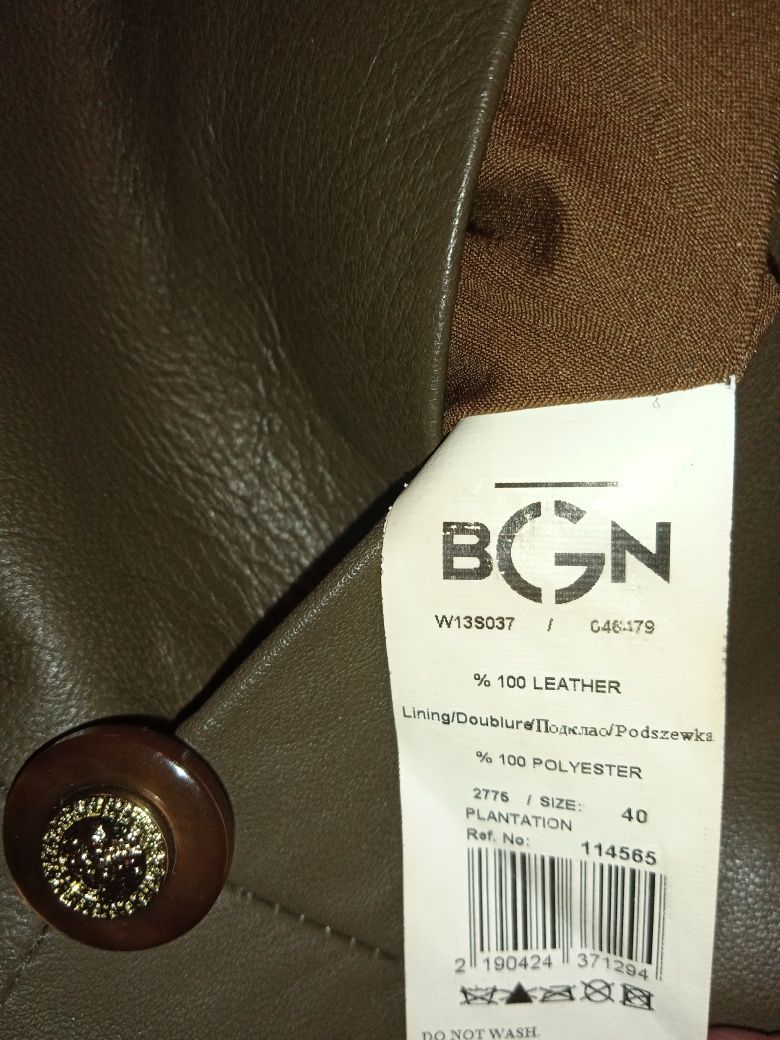 BGN
W13S037 / 046479
% 100 LEATHER
Lining/Doublure/Подклад/Podszewka
% 100 POLYESTER
2775 / SIZE: 40
PLANTATION
Ref. No: 114565
2 190424 371294
DO NOT WASH.